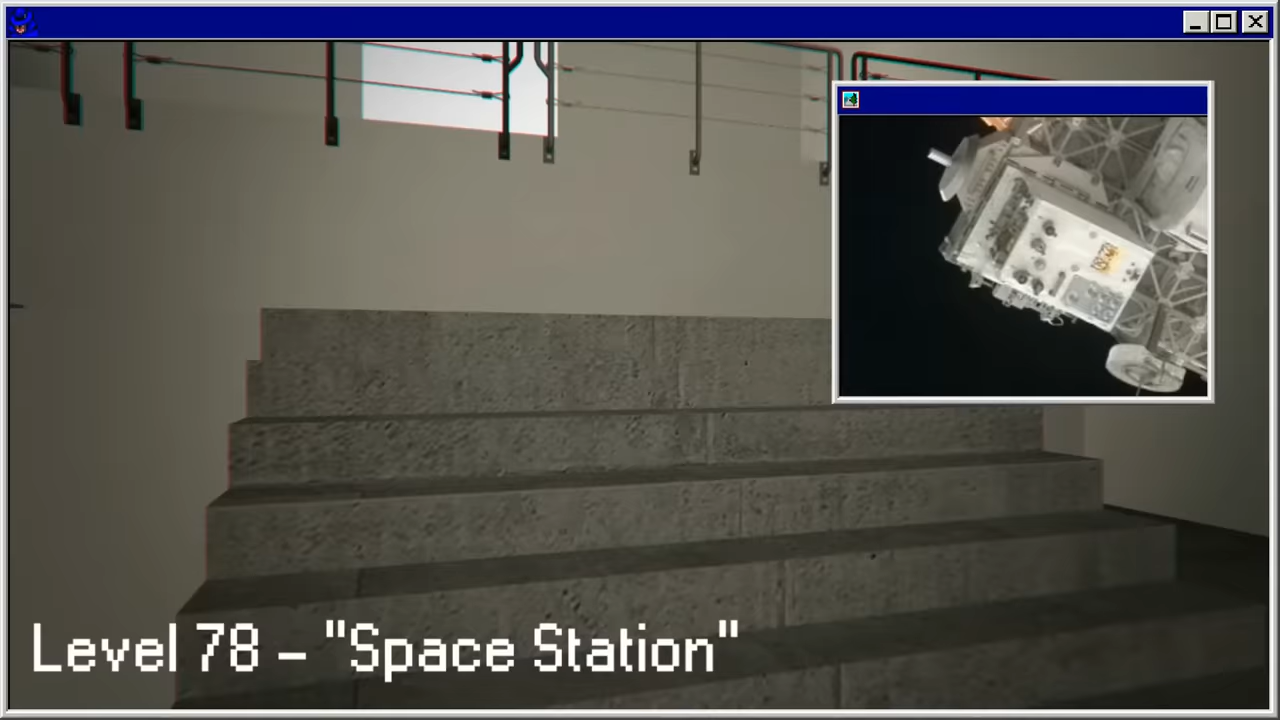 Level 78 – "Space Station"